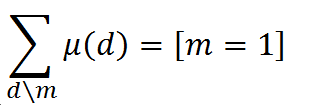 ∑ μ(d) = [m = 1]
d\m